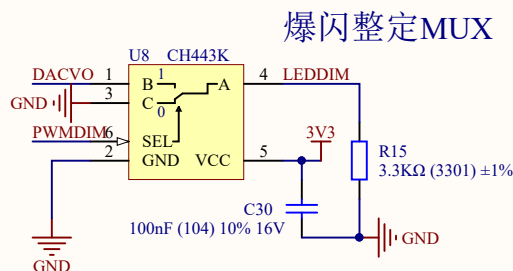 爆闪整定MUX
U8 CH443K
DACVO 1 B 1 A 4 LEDDIM
GND 3 C 0
PWMDIM 6 SEL
2 GND VCC 5 3V3
R15
3.3KΩ (3301) ±1%
C30
100nF (104) 10% 16V
GND
GND